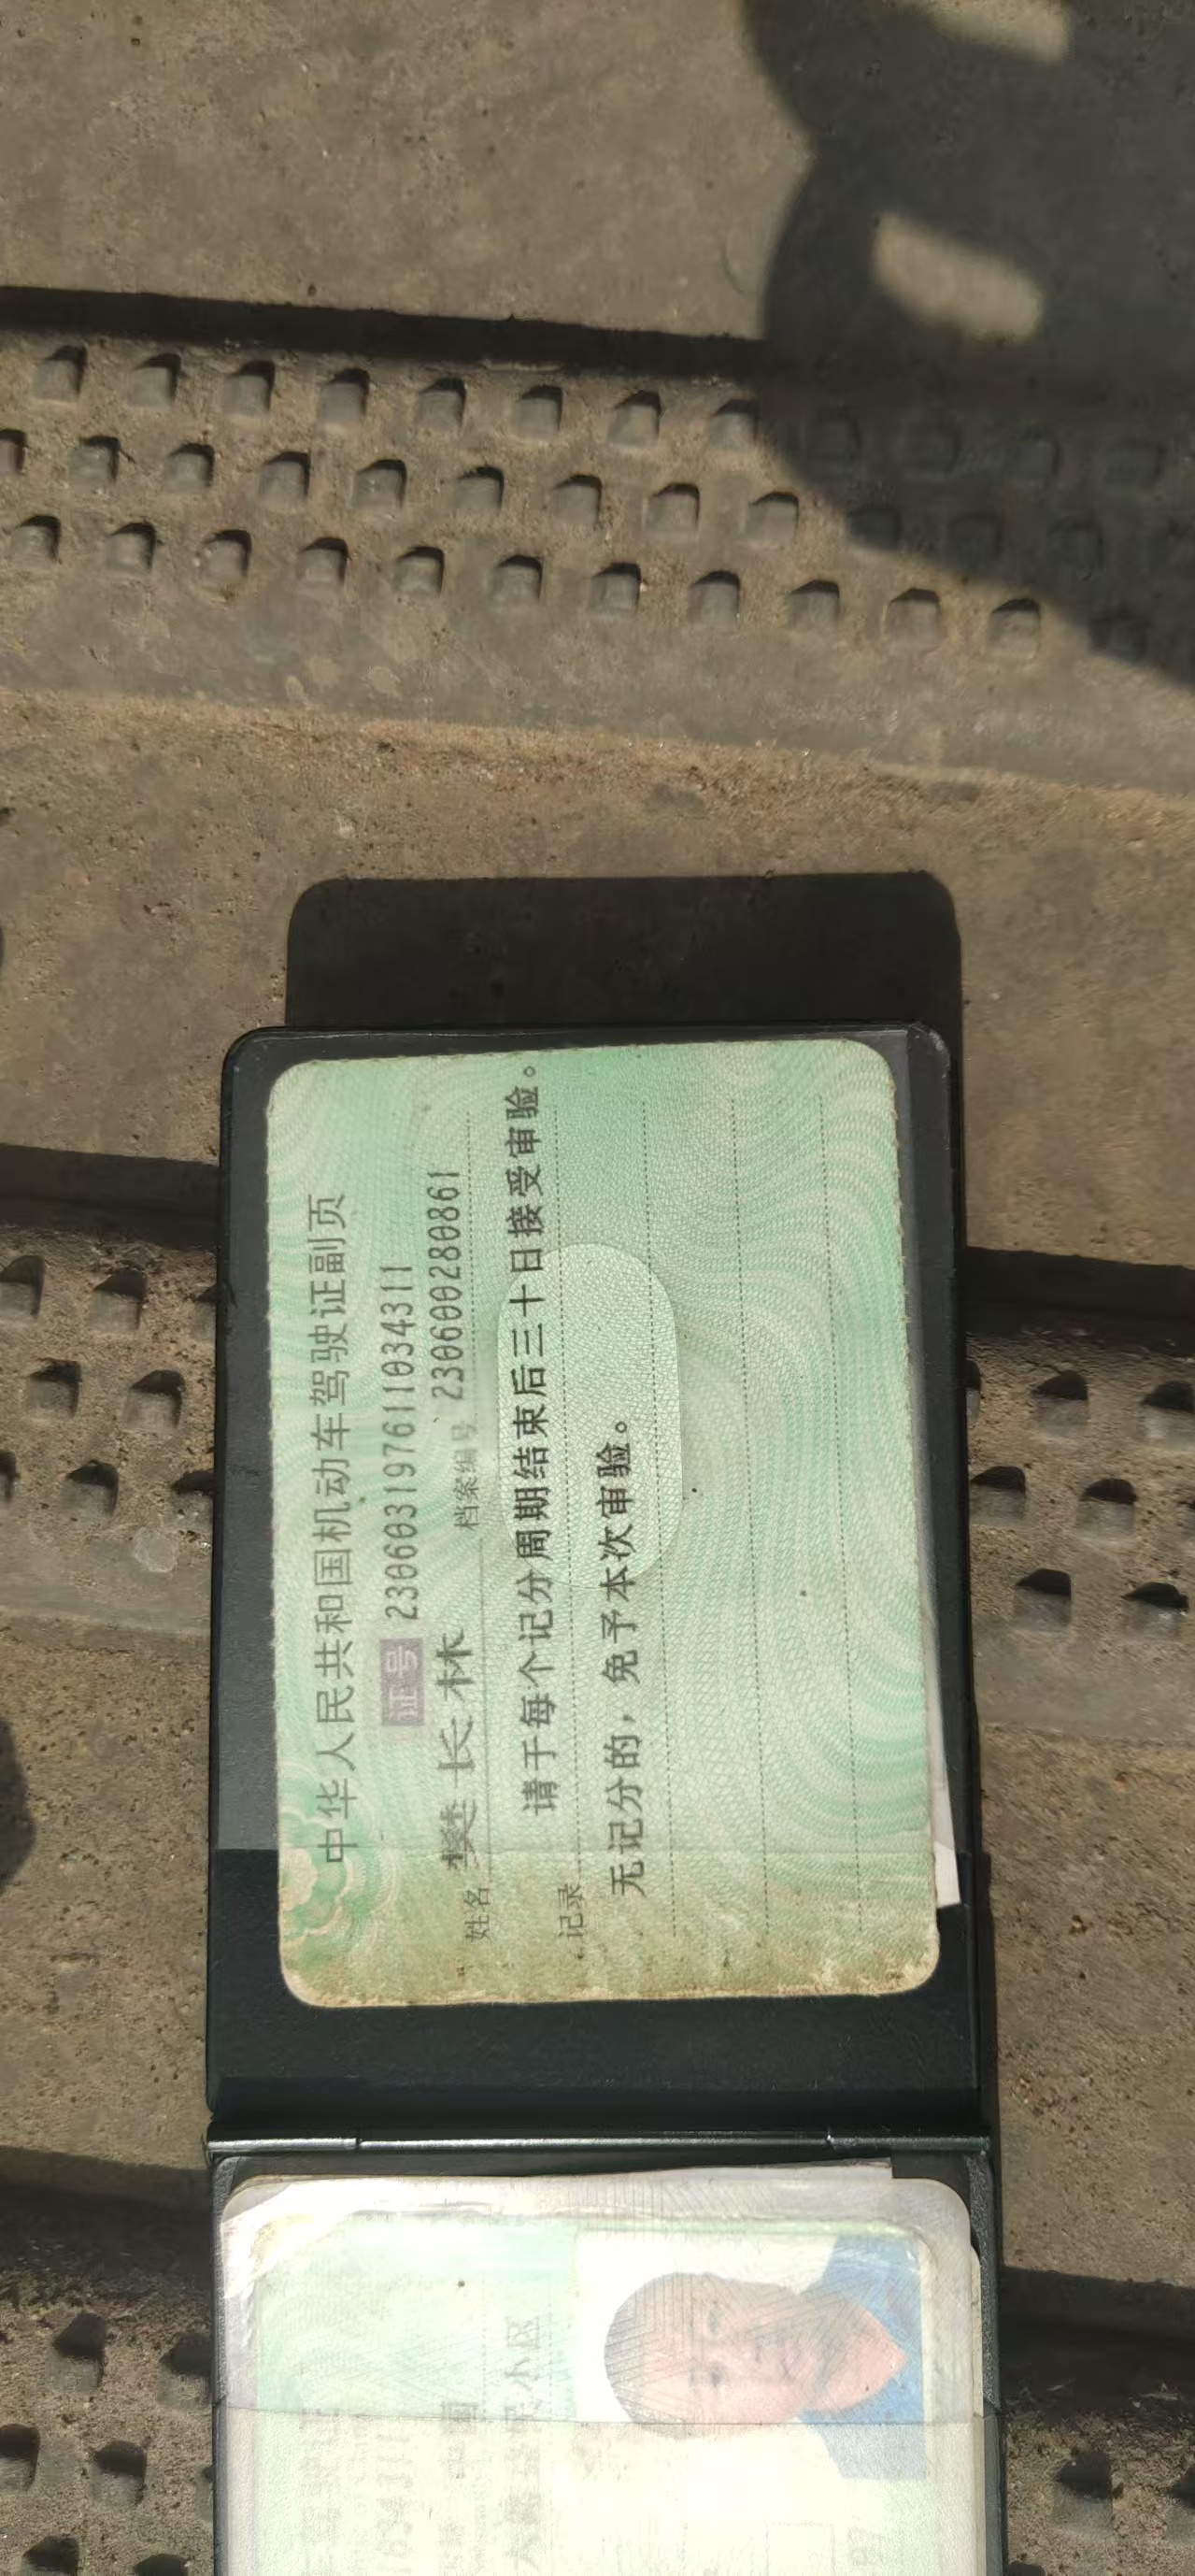 中华人民共和国机动车驾驶证副页
证号 230603197611034311
姓名 樊长林 档案编号 230600280861
记录 请于每个记分周期结束后三十日接受审验。
无记分的，免予本次审验。
小区